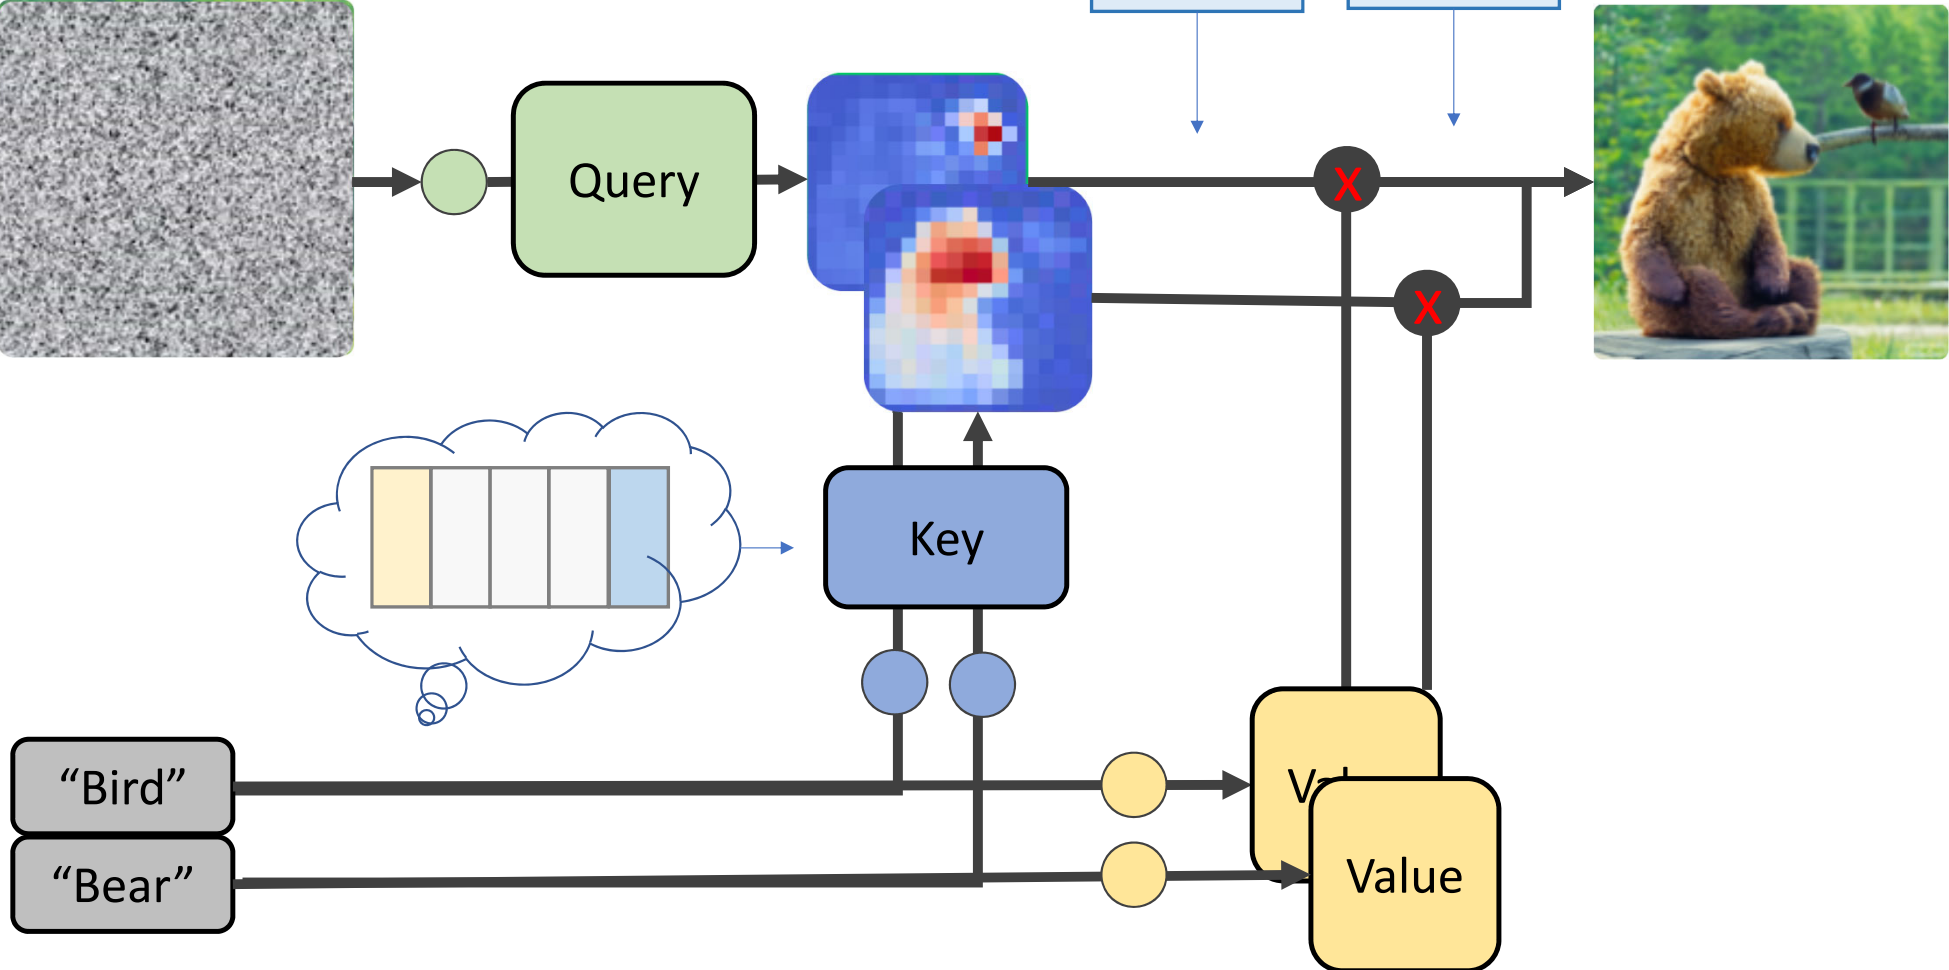 Query
X
X
Key
“Bird”
“Bear”
Value